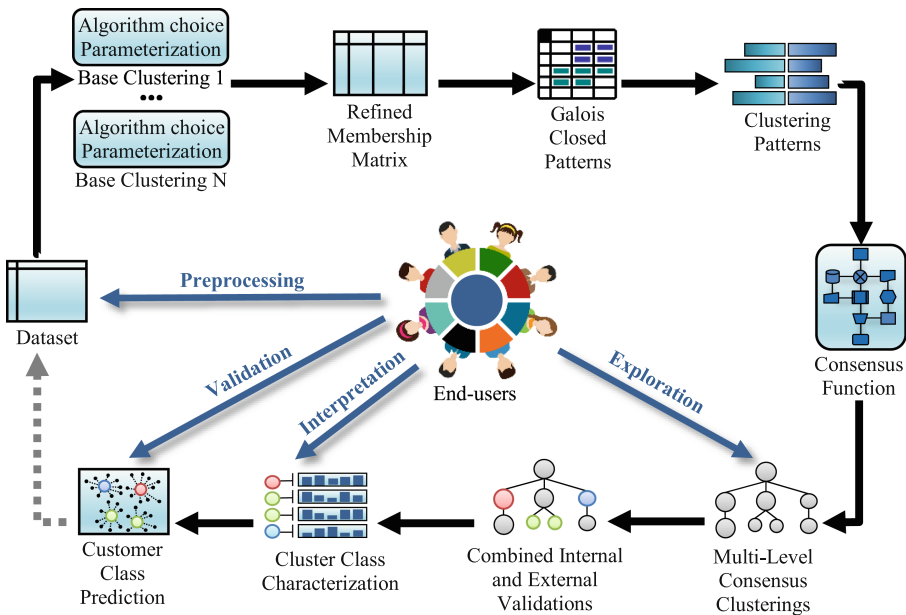 Algorithm choice
Parameterization
Base Clustering 1
•••
Algorithm choice
Parameterization
Base Clustering N
Refined
Membership
Matrix
Galois
Closed
Patterns
Clustering
Patterns
Preprocessing
Dataset
Validation
Interpretation
End-users
Exploration
Consensus
Function
Customer
Class
Prediction
Cluster Class
Characterization
Combined Internal
and External
Validations
Multi-Level
Consensus
Clusterings